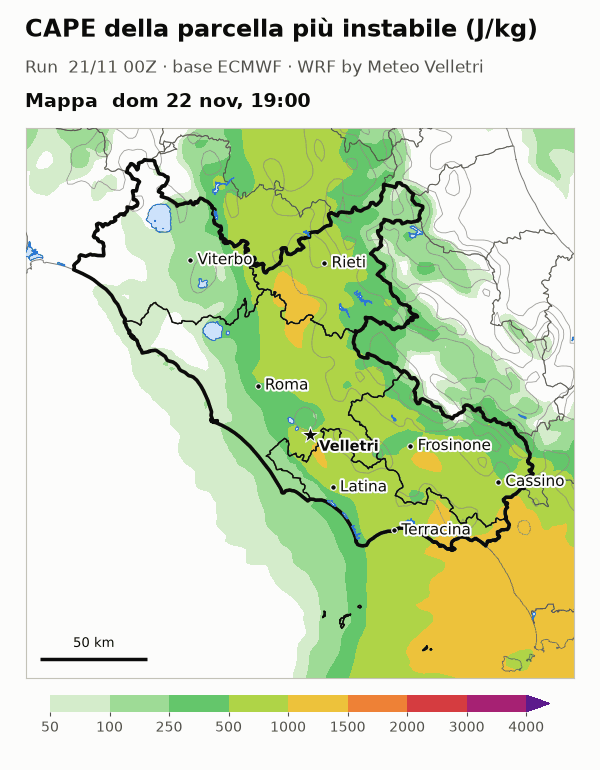 CAPE della parcella più instabile (J/kg)
Run 21/11 00Z · base ECMWF · WRF by Meteo Velletri
Mappa dom 22 nov, 19:00
Viterbo
Rieti
Roma
Velletri
Frosinone
Cassino
Latina
Terracina
50 km
50 100 250 500 1000 1500 2000 3000 4000